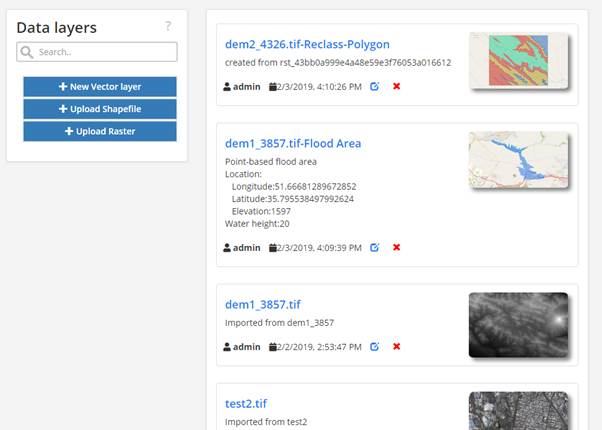 Data layers
?
Search..
New Vector layer
Upload Shapefile
Upload Raster
dem2_4326.tif-Reclass-Polygon
created from rst_43bb0a999e4a48e59e3f76053a016612
admin 2/3/2019, 4:10:26 PM
dem1_3857.tif-Flood Area
Point-based flood area
Location:
Longitude:51.66681289672852
Latitude:35.795538497992624
Elevation:1597
Water height:20
admin 2/3/2019, 4:09:39 PM
dem1_3857.tif
Imported from dem1_3857
admin 2/2/2019, 2:53:47 PM
test2.tif
Imported from test2